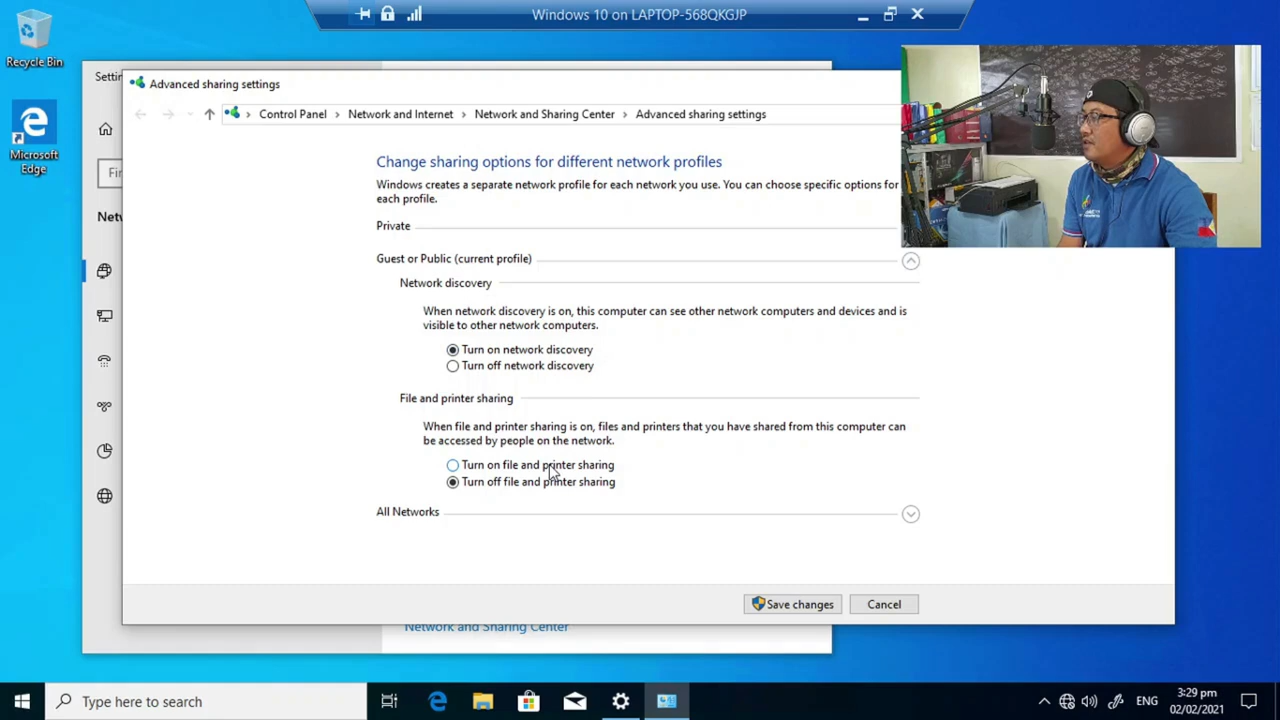 Windows 10 on LAPTOP-568QKGJP
Recycle Bin
Microsoft
Edge
Advanced sharing settings
Control Panel > Network and Internet > Network and Sharing Center > Advanced sharing settings
Change sharing options for different network profiles
Windows creates a separate network profile for each network you use. You can choose specific options for
each profile.
Private
Guest or Public (current profile)
Network discovery
When network discovery is on, this computer can see other network computers and devices and is
visible to other network computers.
Turn on network discovery
Turn off network discovery
File and printer sharing
When file and printer sharing is on, files and printers that you have shared from this computer can
be accessed by people on the network.
Turn on file and printer sharing
Turn off file and printer sharing
All Networks
Save changes
Cancel
Network and Sharing Center
Type here to search
ENG
3:29 pm
02/02/2021